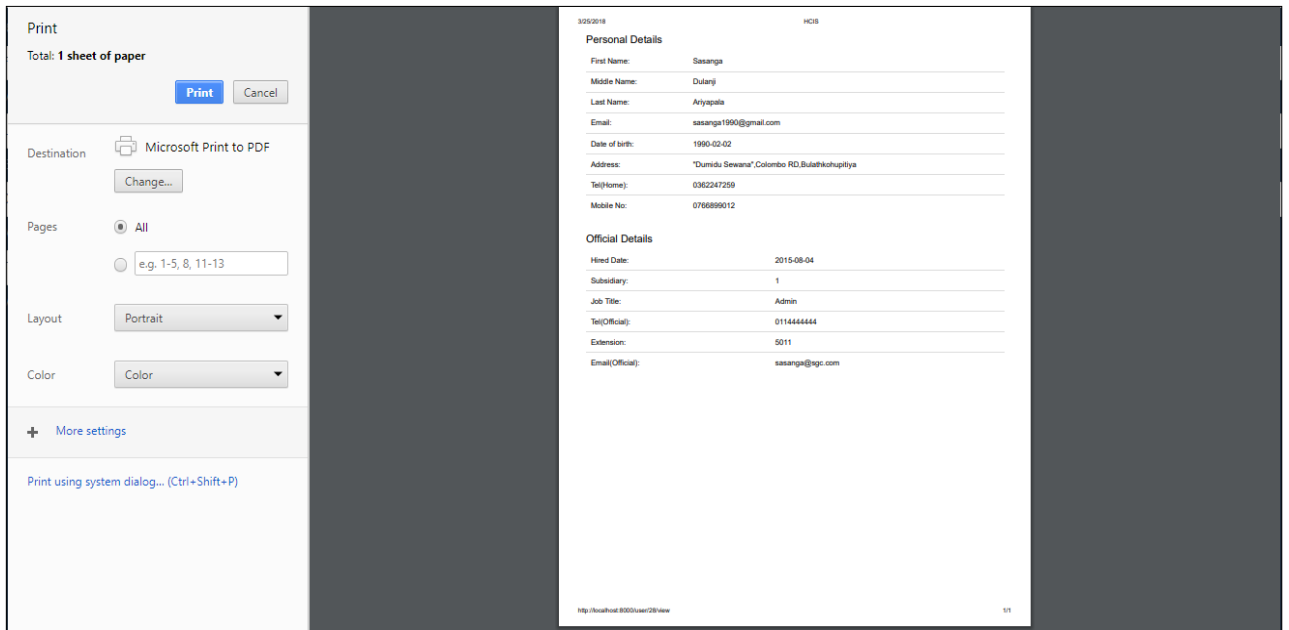 Print
Total: 1 sheet of paper
Print Cancel
Destination Microsoft Print to PDF
Change...
Pages All
e.g. 1-5, 8, 11-13
Layout Portrait
Color Color
+ More settings
Print using system dialog... (Ctrl+Shift+P)
3/25/2018 HCIS
Personal Details
First Name: Sasanga
Middle Name: Dulanji
Last Name: Ariyapala
Email: sasanga1990@gmail.com
Date of birth: 1990-02-02
Address: "Dumidu Sewana",Colombo RD,Bulathkohupitiya
Tel(Home): 0362247259
Mobile No: 0766899012
Official Details
Hired Date: 2015-08-04
Subsidiary: 1
Job Title: Admin
Tel(Official): 0114444444
Extension: 5011
Email(Official): sasanga@sgc.com
http://localhost:8000/user/28/view 1/1